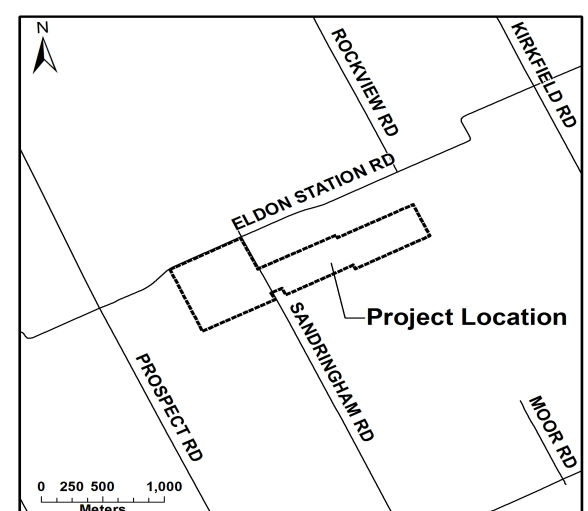 N
ROCKVIEW RD
KIRKFIELD RD
ELDON STATION RD
Project Location
SANDRINGHAM RD
PROSPECT RD
MOOR RD
0 250 500 1,000
Meters